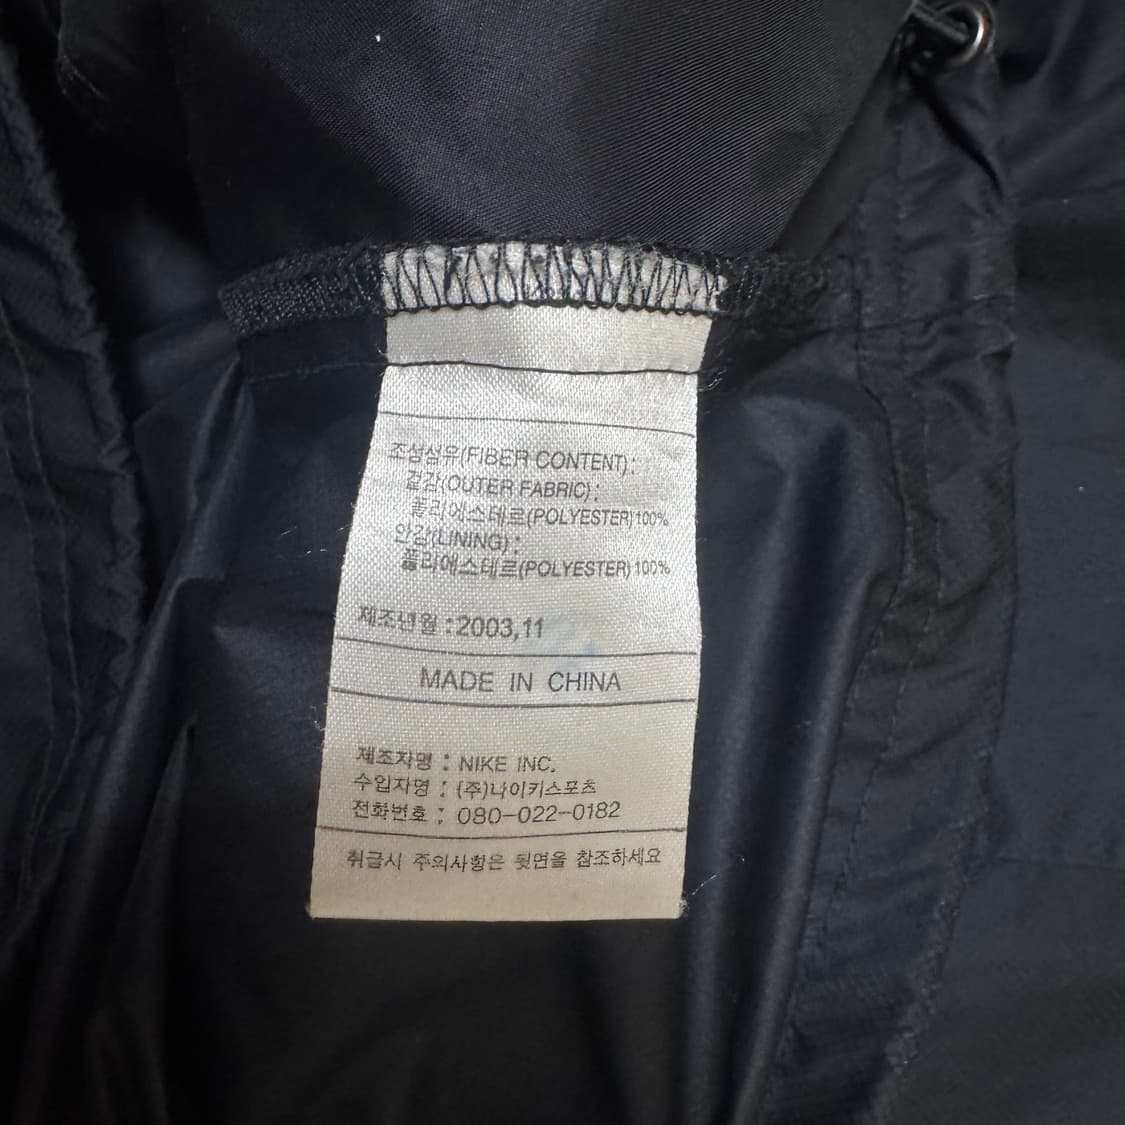 조성섬유(FIBER CONTENT):
겉감(OUTER FABRIC):
폴리에스테르(POLYESTER)100%
안감(LINING):
폴리에스테르(POLYESTER)100%
제조년월:2003,11
MADE IN CHINA
제조자명 : NIKE INC.
수입자명 : (주)나이키스포츠
전화번호 : 080-022-0182
취급시 주의사항은 뒷면을 참조하세요